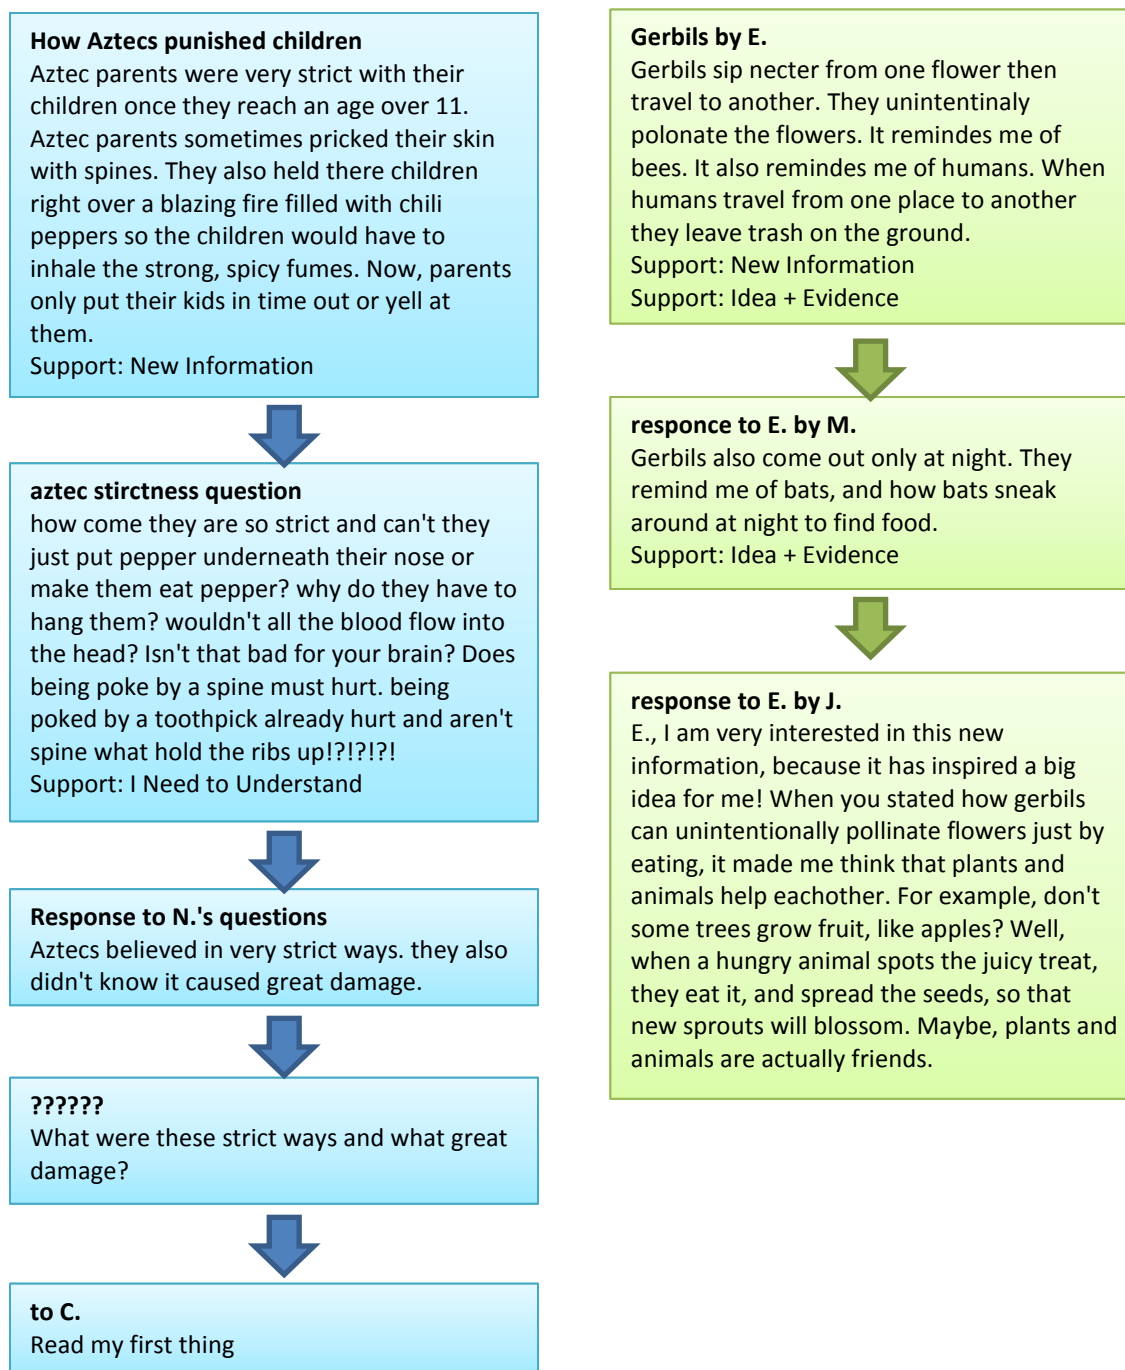 How Aztecs punished children
Aztec parents were very strict with their
children once they reach an age over 11.
Aztec parents sometimes pricked their skin
with spines. They also held there children
right over a blazing fire filled with chili
peppers so the children would have to
inhale the strong, spicy fumes. Now, parents
only put their kids in time out or yell at
them.
Support: New Information
aztec stirctness question
how come they are so strict and can't they
just put pepper underneath their nose or
make them eat pepper? why do they have to
hang them? wouldn't all the blood flow into
the head? Isn't that bad for your brain? Does
being poke by a spine must hurt. being
poked by a toothpick already hurt and aren't
spine what hold the ribs up!?!?!?!
Support: I Need to Understand
Response to N.'s questions
Aztecs believed in very strict ways. they also
didn't know it caused great damage.
??????
What were these strict ways and what great
damage?
to C.
Read my first thing
Gerbils by E.
Gerbils sip necter from one flower then
travel to another. They unintentinaly
polonate the flowers. It remindes me of
bees. It also remindes me of humans. When
humans travel from one place to another
they leave trash on the ground.
Support: New Information
Support: Idea + Evidence
responce to E. by M.
Gerbils also come out only at night. They
remind me of bats, and how bats sneak
around at night to find food.
Support: Idea + Evidence
response to E. by J.
E., I am very interested in this new
information, because it has inspired a big
idea for me! When you stated how gerbils
can unintentionally pollinate flowers just by
eating, it made me think that plants and
animals help eachother. For example, don't
some trees grow fruit, like apples? Well,
when a hungry animal spots the juicy treat,
they eat it, and spread the seeds, so that
new sprouts will blossom. Maybe, plants and
animals are actually friends.